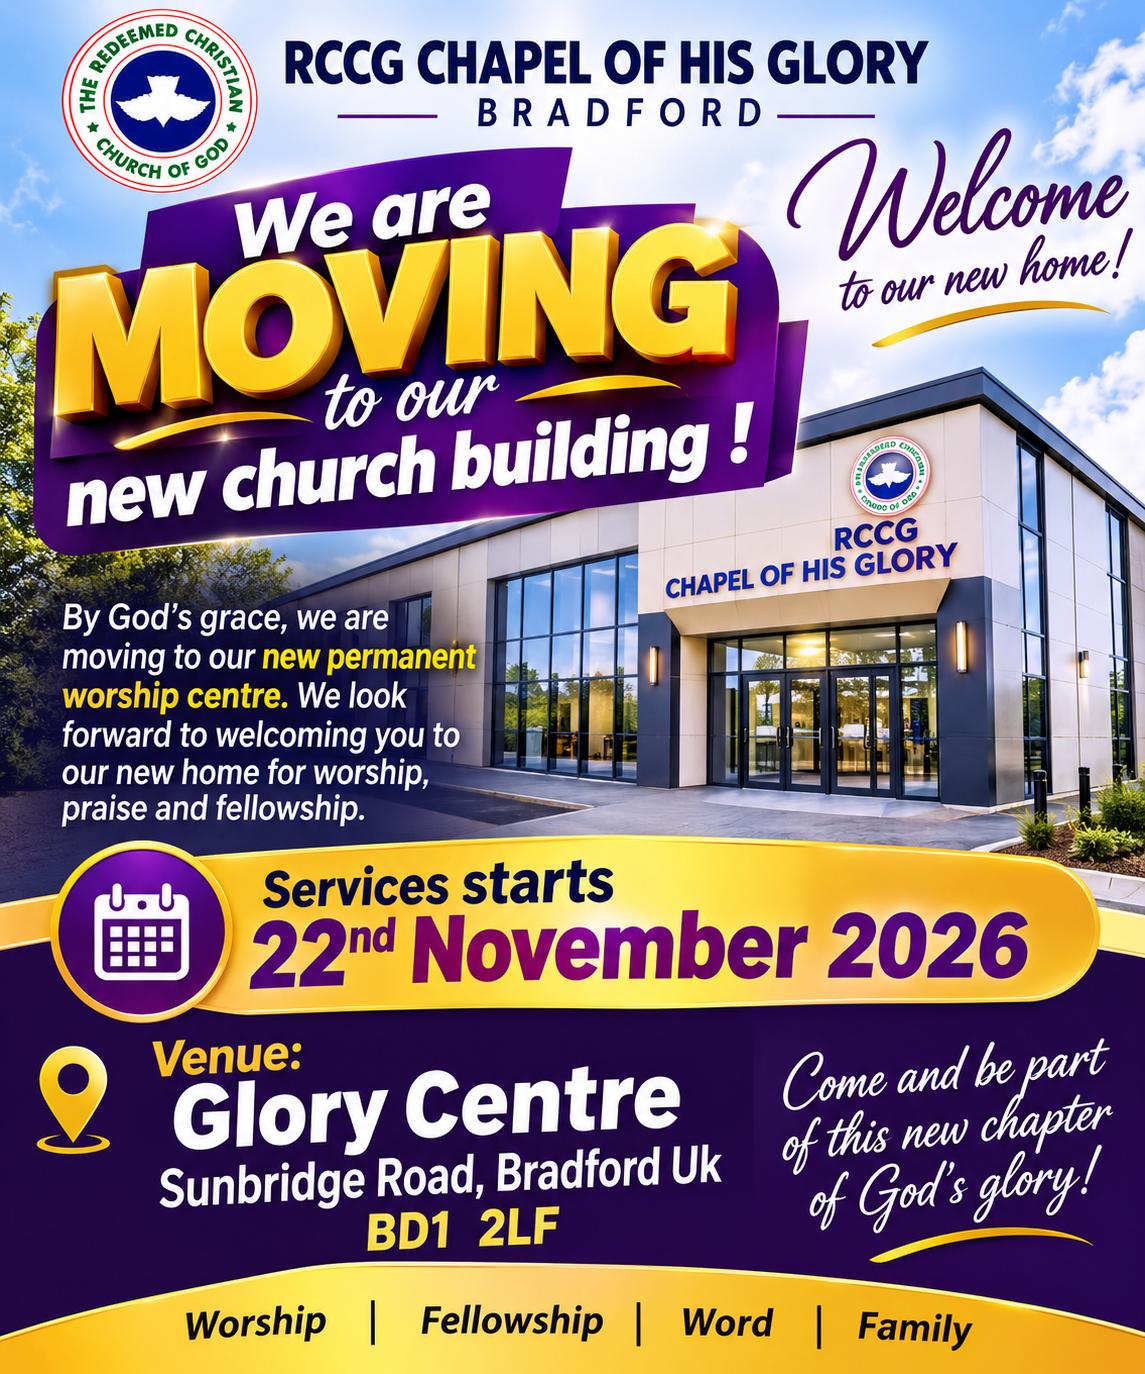 THE REDEEMED CHRISTIAN
CHURCH OF GOD
RCCG CHAPEL OF HIS GLORY
BRADFORD
Welcome
to our new home!
We are
MOVING
to our
new church building !
RCCG
CHAPEL OF HIS GLORY
By God's grace, we are
moving to our new permanent
worship centre. We look
forward to welcoming you to
our new home for worship,
praise and fellowship.
Services starts
22nd November 2026
Venue:
Glory Centre
Sunbridge Road, Bradford Uk
BD1 2LF
Come and be part
of this new chapter
of God's glory!
Worship | Fellowship | Word | Family